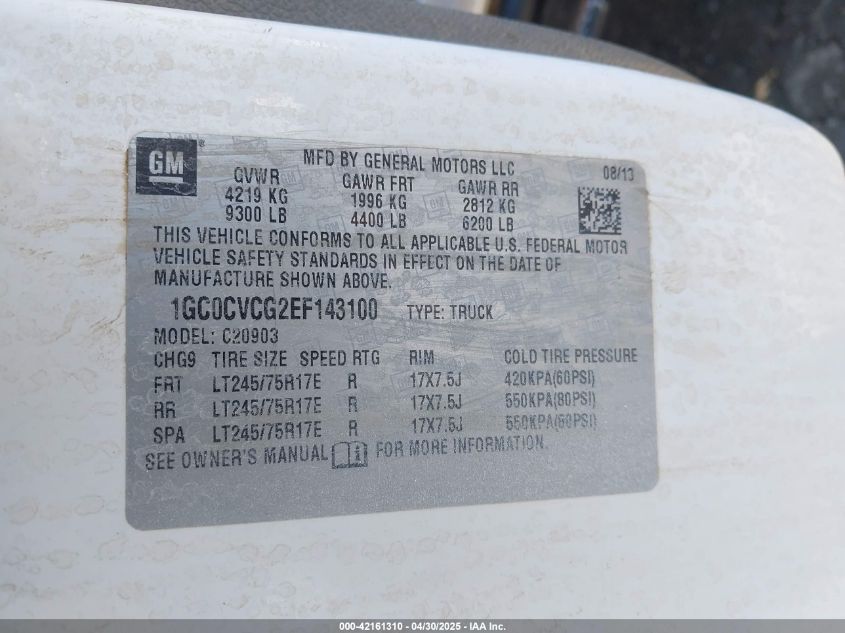 GM
MFD BY GENERAL MOTORS LLC 08/13
GVWR GAWR FRT GAWR RR
4219 KG 1996 KG 2812 KG
9300 LB 4400 LB 6200 LB
THIS VEHICLE CONFORMS TO ALL APPLICABLE U.S. FEDERAL MOTOR
VEHICLE SAFETY STANDARDS IN EFFECT ON THE DATE OF
MANUFACTURE SHOWN ABOVE.
1GC0CVCG2EF143100 TYPE: TRUCK
MODEL: C20903
CHG9 TIRE SIZE SPEED RTG RIM COLD TIRE PRESSURE
FRT LT245/75R17E R 17X7.5J 420KPA(60PSI)
RR LT245/75R17E R 17X7.5J 550KPA(80PSI)
SPA LT245/75R17E R 17X7.5J 550KPA(80PSI)
SEE OWNER'S MANUAL FOR MORE INFORMATION.
000-42161310 - 04/30/2025 - IAA Inc.